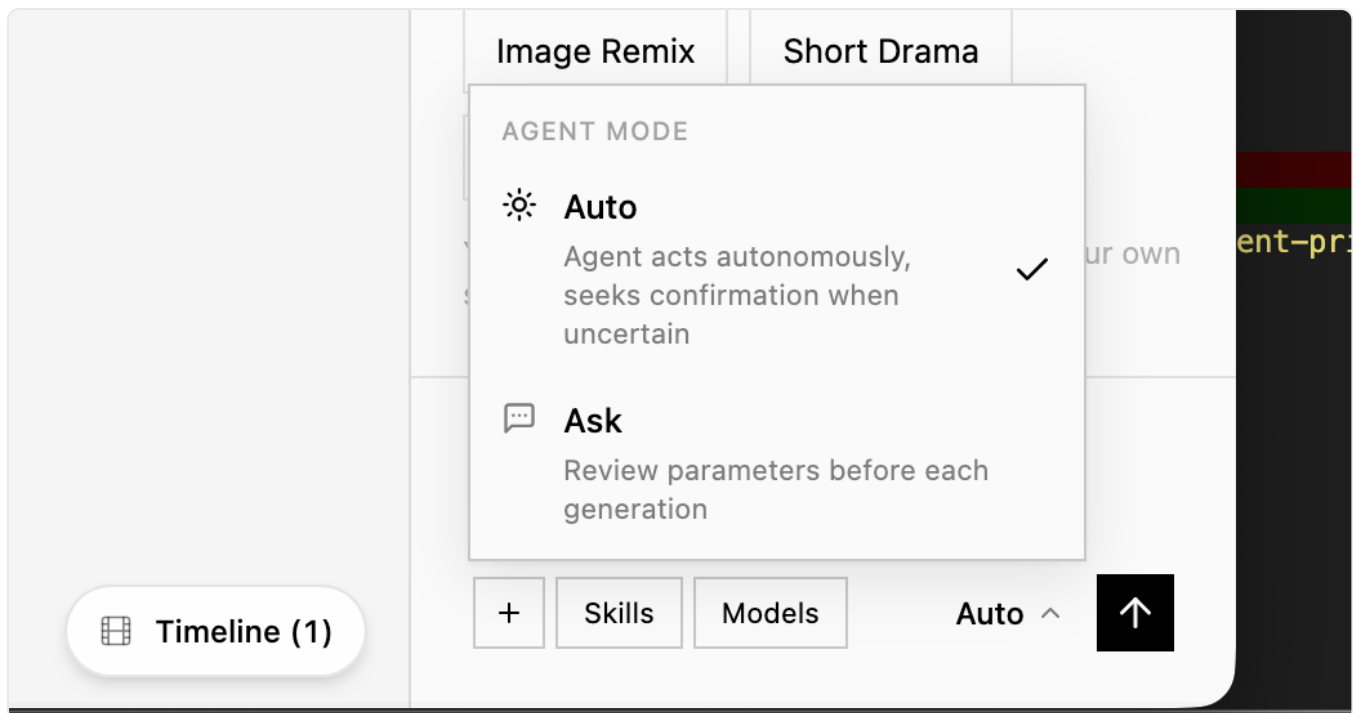 Image Remix
Short Drama
AGENT MODE
Auto
Agent acts autonomously,
seeks confirmation when
uncertain
Ask
Review parameters before each
generation
ur own
ent-pri
+
Skills
Models
Auto
Timeline (1)